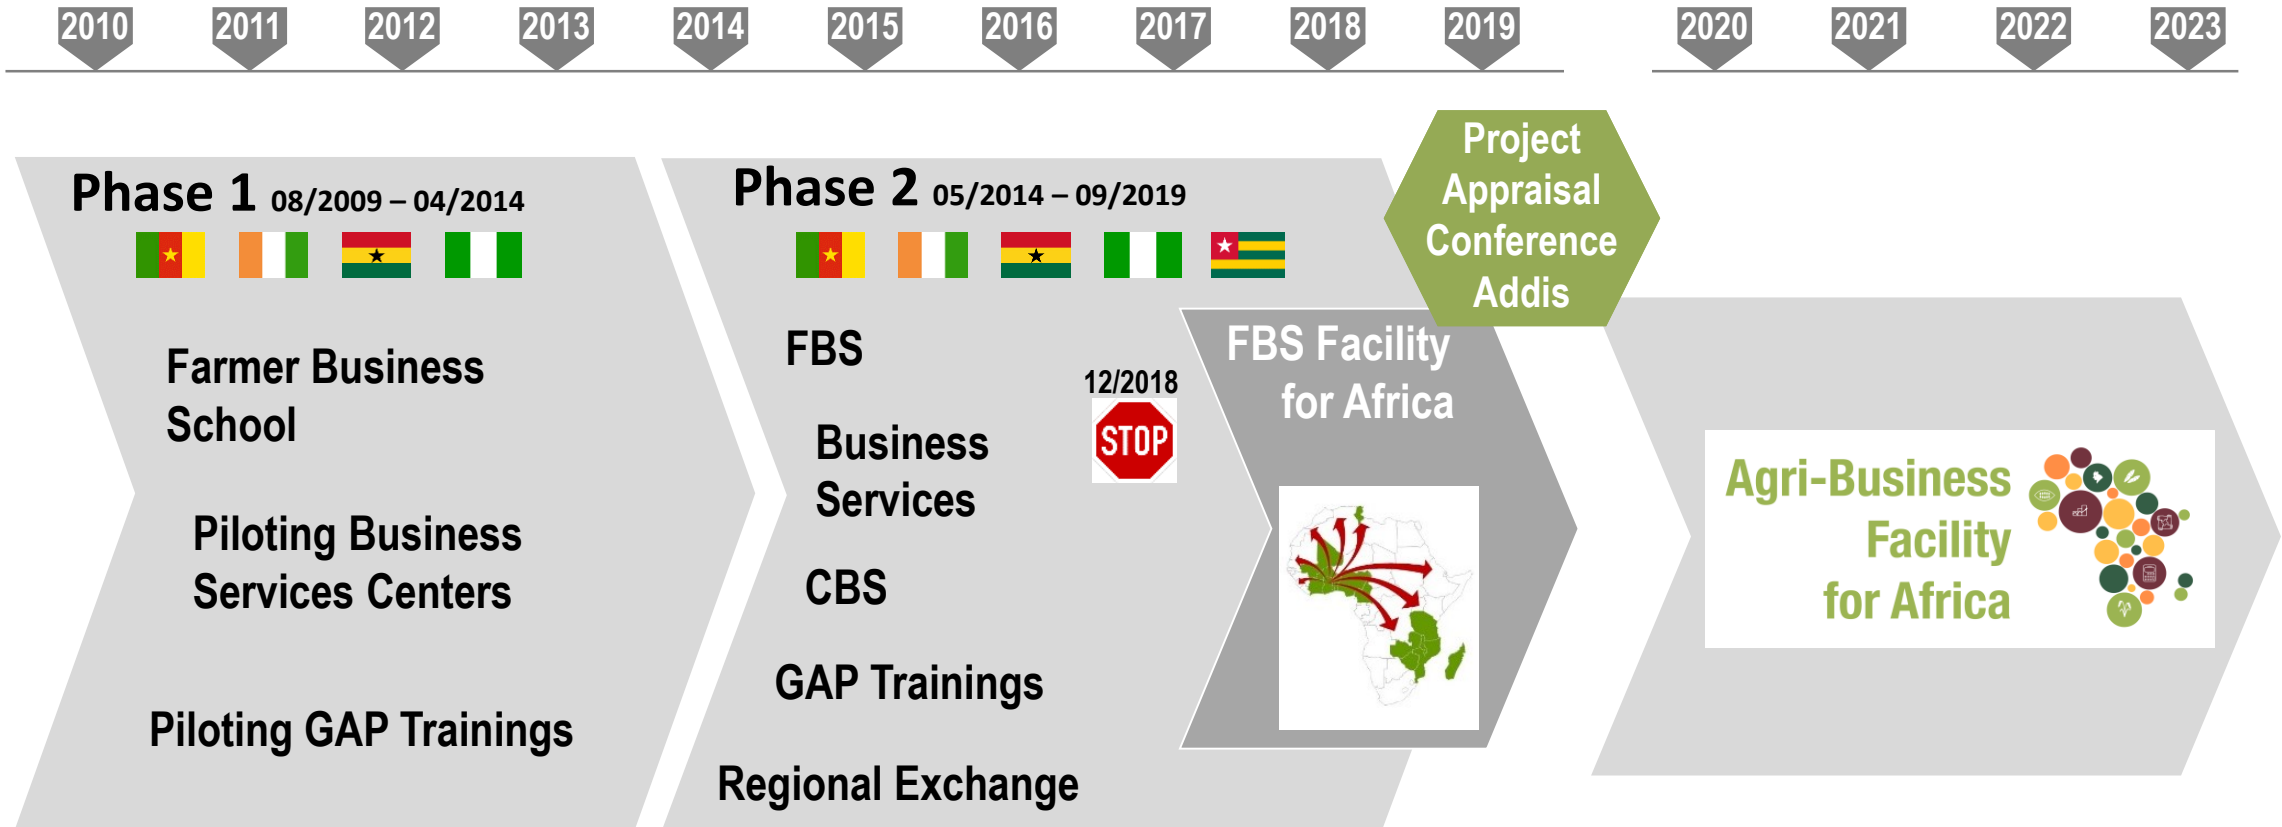 2010 2011 2012 2013 2014 2015 2016 2017 2018 2019 2020 2021 2022 2023
Phase 1 08/2009 – 04/2014
Farmer Business
School
Piloting Business
Services Centers
Piloting GAP Trainings
Phase 2 05/2014 – 09/2019
FBS
Business
Services
CBS
GAP Trainings
Regional Exchange
12/2018
STOP
FBS Facility
for Africa
Project
Appraisal
Conference
Addis
Agri-Business
Facility
for Africa